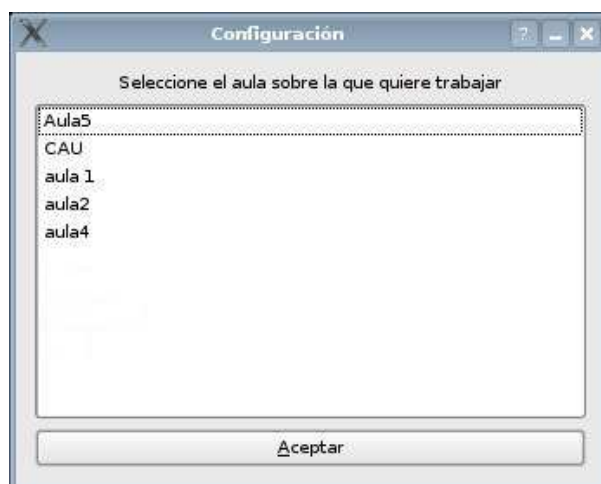 Configuración ?
Seleccione el aula sobre la que quiere trabajar
Aula5
CAU
aula 1
aula2
aula4
Aceptar